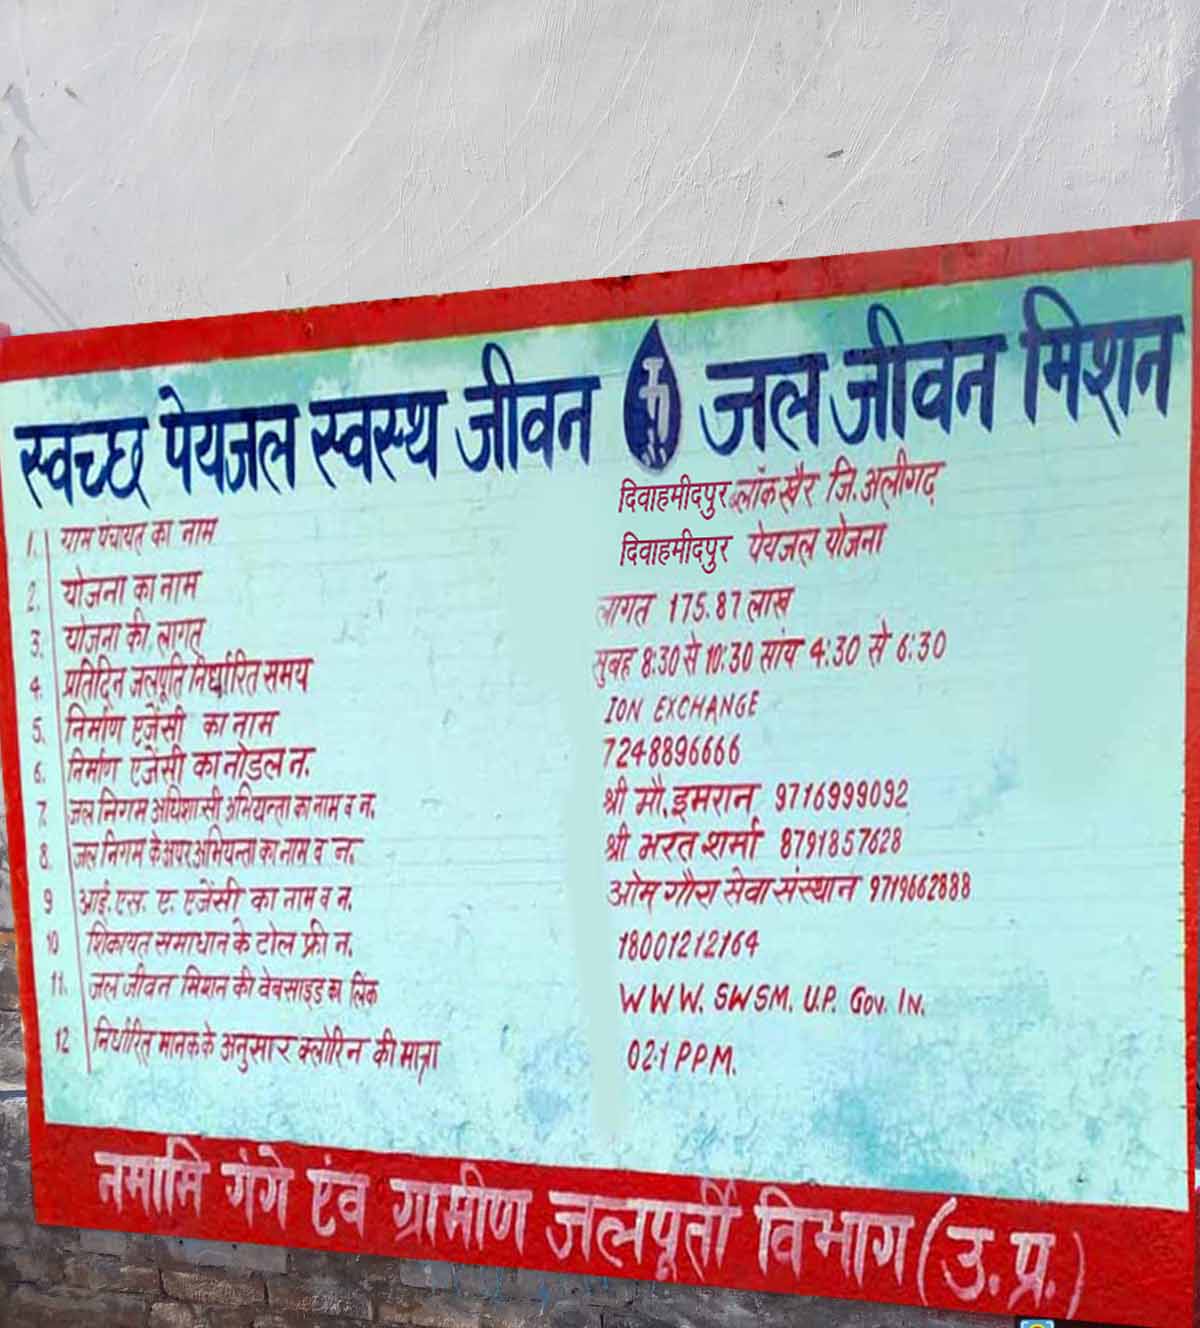 स्वच्छ पेयजल स्वस्थ जीवन जल जीवन मिशन
1. ग्राम पंचायत का नाम दिवाहमीदपुर ब्लॉक खैर जि. अलीगढ़
2. योजना का नाम दिवाहमीदपुर पेयजल योजना
3. योजना की लागत लागत 175.87 लाख
4. प्रतिदिन जलपूर्ति निर्धारित समय सुबह 8:30 से 10:30 सांय 4:30 से 6:30
5. निर्माण एजेंसी का नाम ION EXCHANGE
6. निर्माण एजेंसी का नोडल न. 7248896666
7. जल निगम अधिशासी अभियन्ता का नाम व न. श्री मौ. इमरान 9716999092
8. जल निगम के अपर अभियन्ता का नाम व न. श्री भरत शर्मा 8791857628
9 आई. एस. ए. एजेंसी का नाम व न. ओम गौरा सेवा संस्थान 9719662888
10 शिकायत समाधान के टोल फ्री न. 18001212164
11. जल जीवन मिशन की वेबसाइड का लिंक WWW. SWSM. U.P. Gov. IN.
12 निर्धारित मानक के अनुसार क्लोरिन की मात्रा 02.1 PPM.
नमामि गंगे एंव ग्रामीण जलपूर्ती विभाग (उ.प्र.)